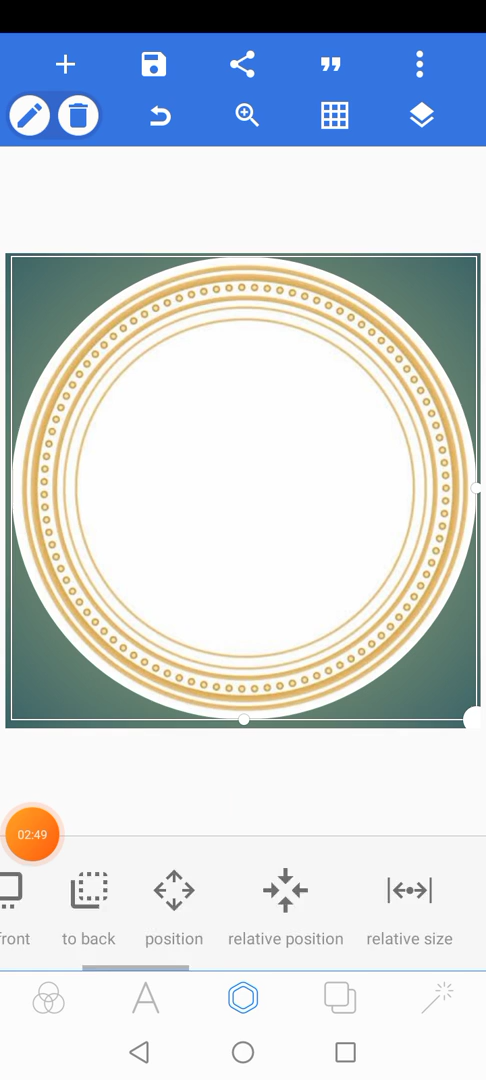 02:49
front
to back
position
relative position
relative size